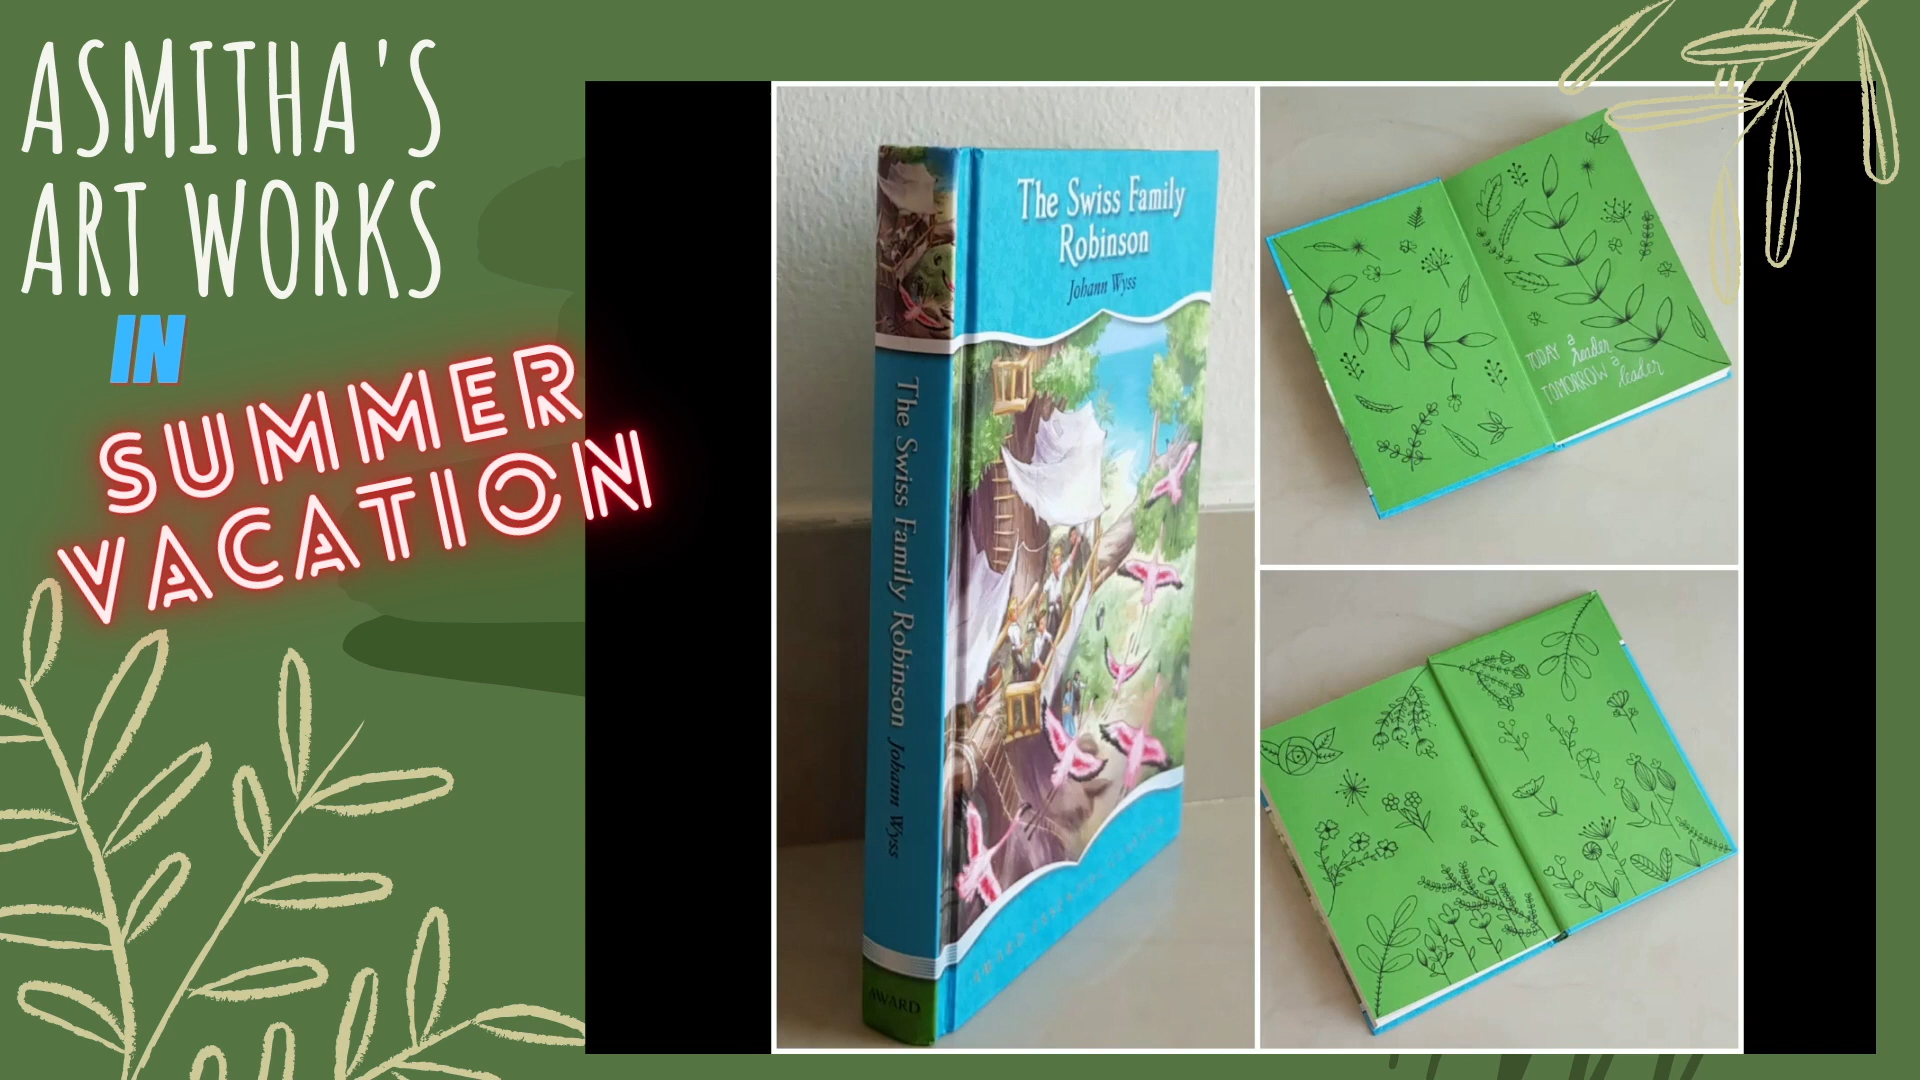 ASMITHA'S
ART WORKS
IN
SUMMER
VACATION
The Swiss Family
Robinson
Johann Wyss
The Swiss Family Robinson Johann Wyss
AWARD
TODAY a reader
TOMORROW a leader